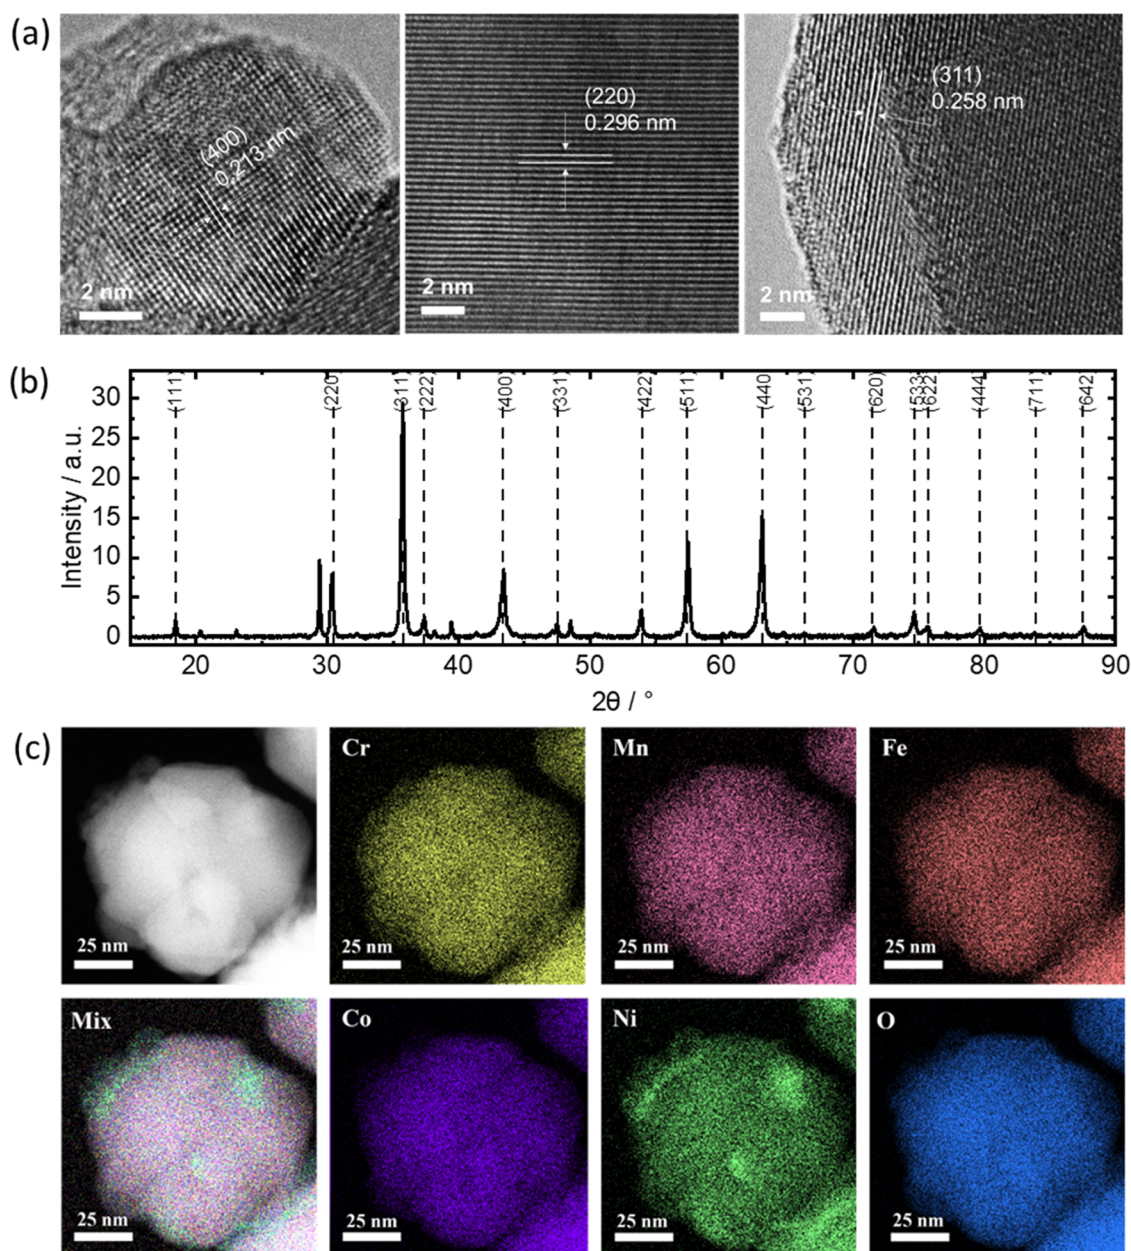 (a)
(400)
0.213 nm
2 nm
(220)
0.296 nm
2 nm
(311)
0.258 nm
2 nm
(b)
(111)
(220)
(311)
(222)
(400)
(331)
(422)
(511)
(440
(531)
(620)
(533
(622
(444
(711)
(642
Intensity / a.u.
30
25
20
15
10
5
0
20
30
40
50
60
70
80
90
2θ / °
(c)
Cr
Mn
Fe
25 nm
25 nm
25 nm
25 nm
Mix
Co
Ni
O
25 nm
25 nm
25 nm
25 nm